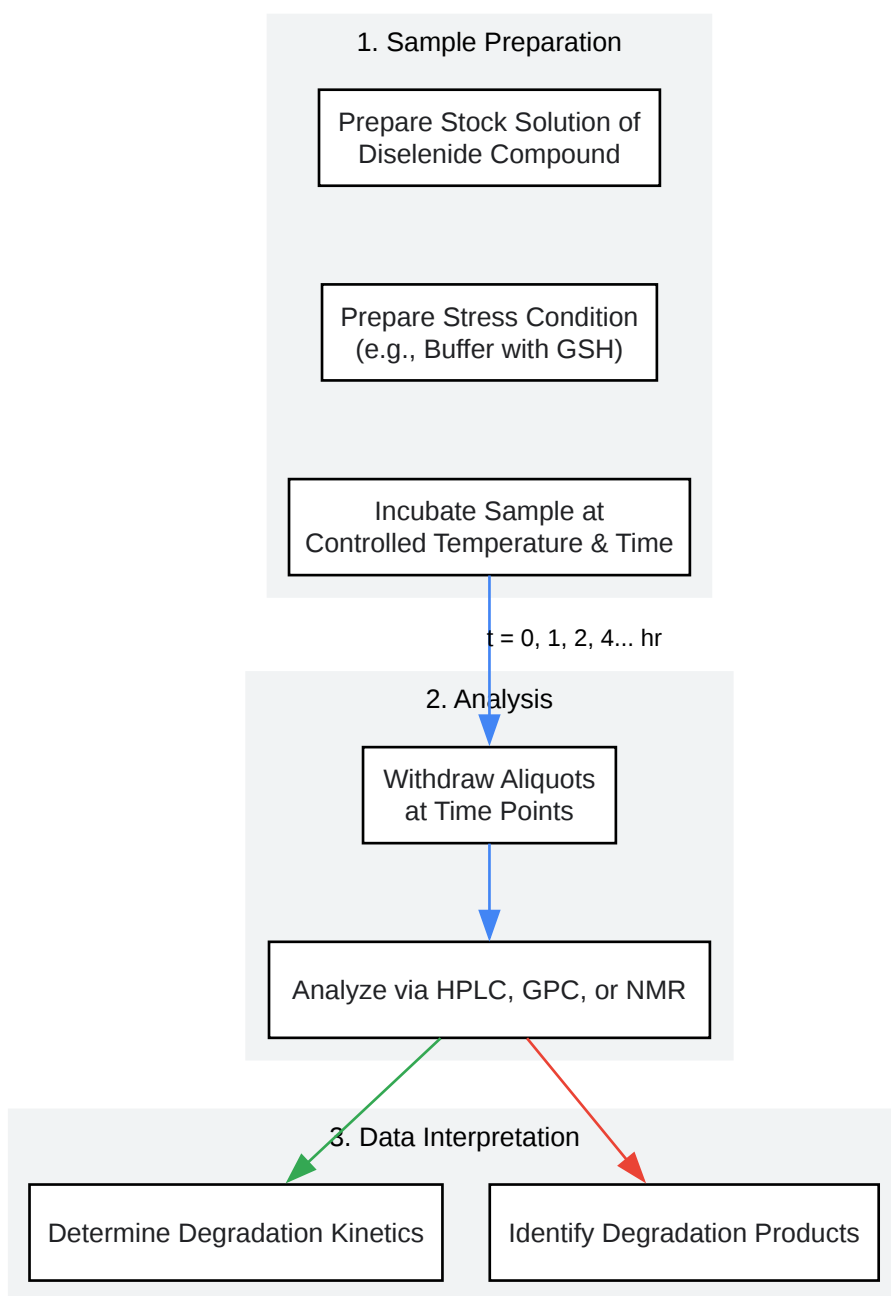 1. Sample Preparation
Prepare Stock Solution of
Diselenide Compound
Prepare Stress Condition
(e.g., Buffer with GSH)
Incubate Sample at
Controlled Temperature & Time
t = 0, 1, 2, 4... hr
2. Analysis
Withdraw Aliquots
at Time Points
Analyze via HPLC, GPC, or NMR
3. Data Interpretation
Determine Degradation Kinetics
Identify Degradation Products